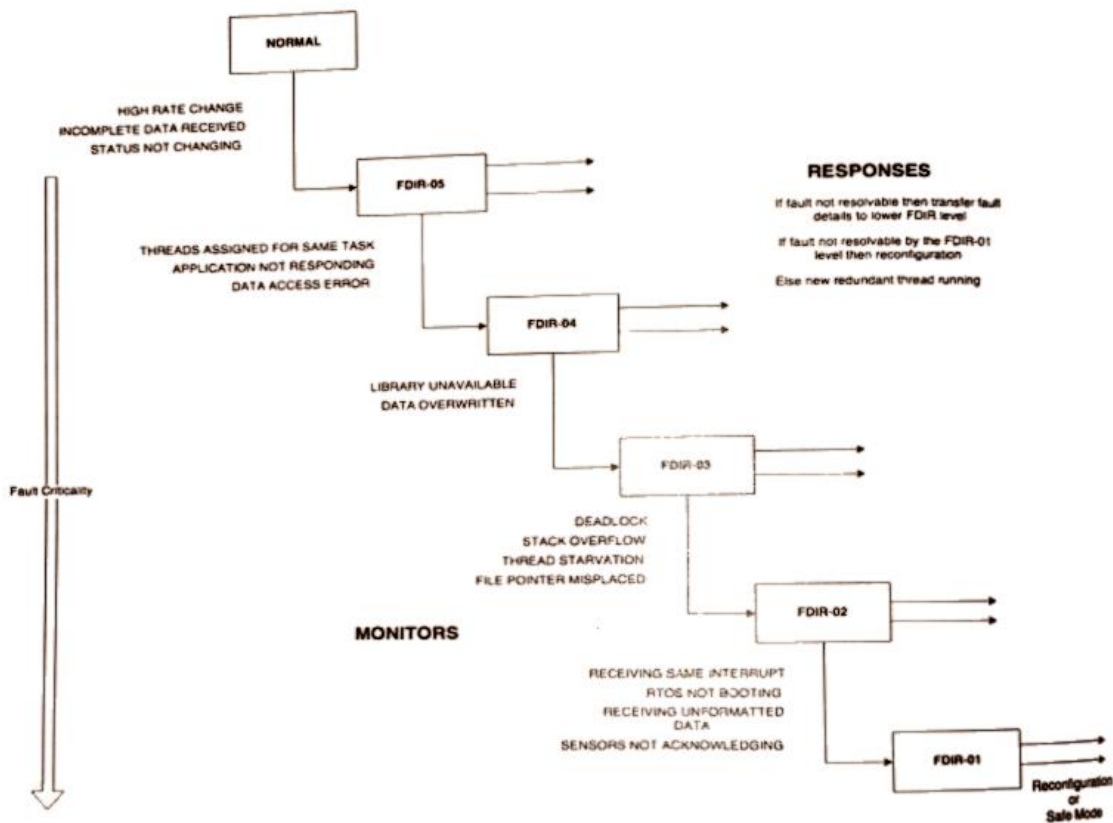 NORMAL
HIGH RATE CHANGE
INCOMPLETE DATA RECEIVED
STATUS NOT CHANGING
FDIR-05
RESPONSES
If fault not resolvable then transfer fault
details to lower FDIR level
If fault not resolvable by the FDIR-01
level then reconfiguration
Else new redundant thread running
THREADS ASSIGNED FOR SAME TASK
APPLICATION NOT RESPONDING
DATA ACCESS ERROR
FDIR-04
LIBRARY UNAVAILABLE
DATA OVERWRITTEN
FDIR-03
Fault Criticality
DEADLOCK
STACK OVERFLOW
THREAD STARVATION
FILE POINTER MISPLACED
FDIR-02
MONITORS
RECEIVING SAME INTERRUPT
RTOS NOT BOOTING
RECEIVING UNFORMATTED
DATA
SENSORS NOT ACKNOWLEDGING
FDIR-01
Reconfiguration
or
Safe Mode